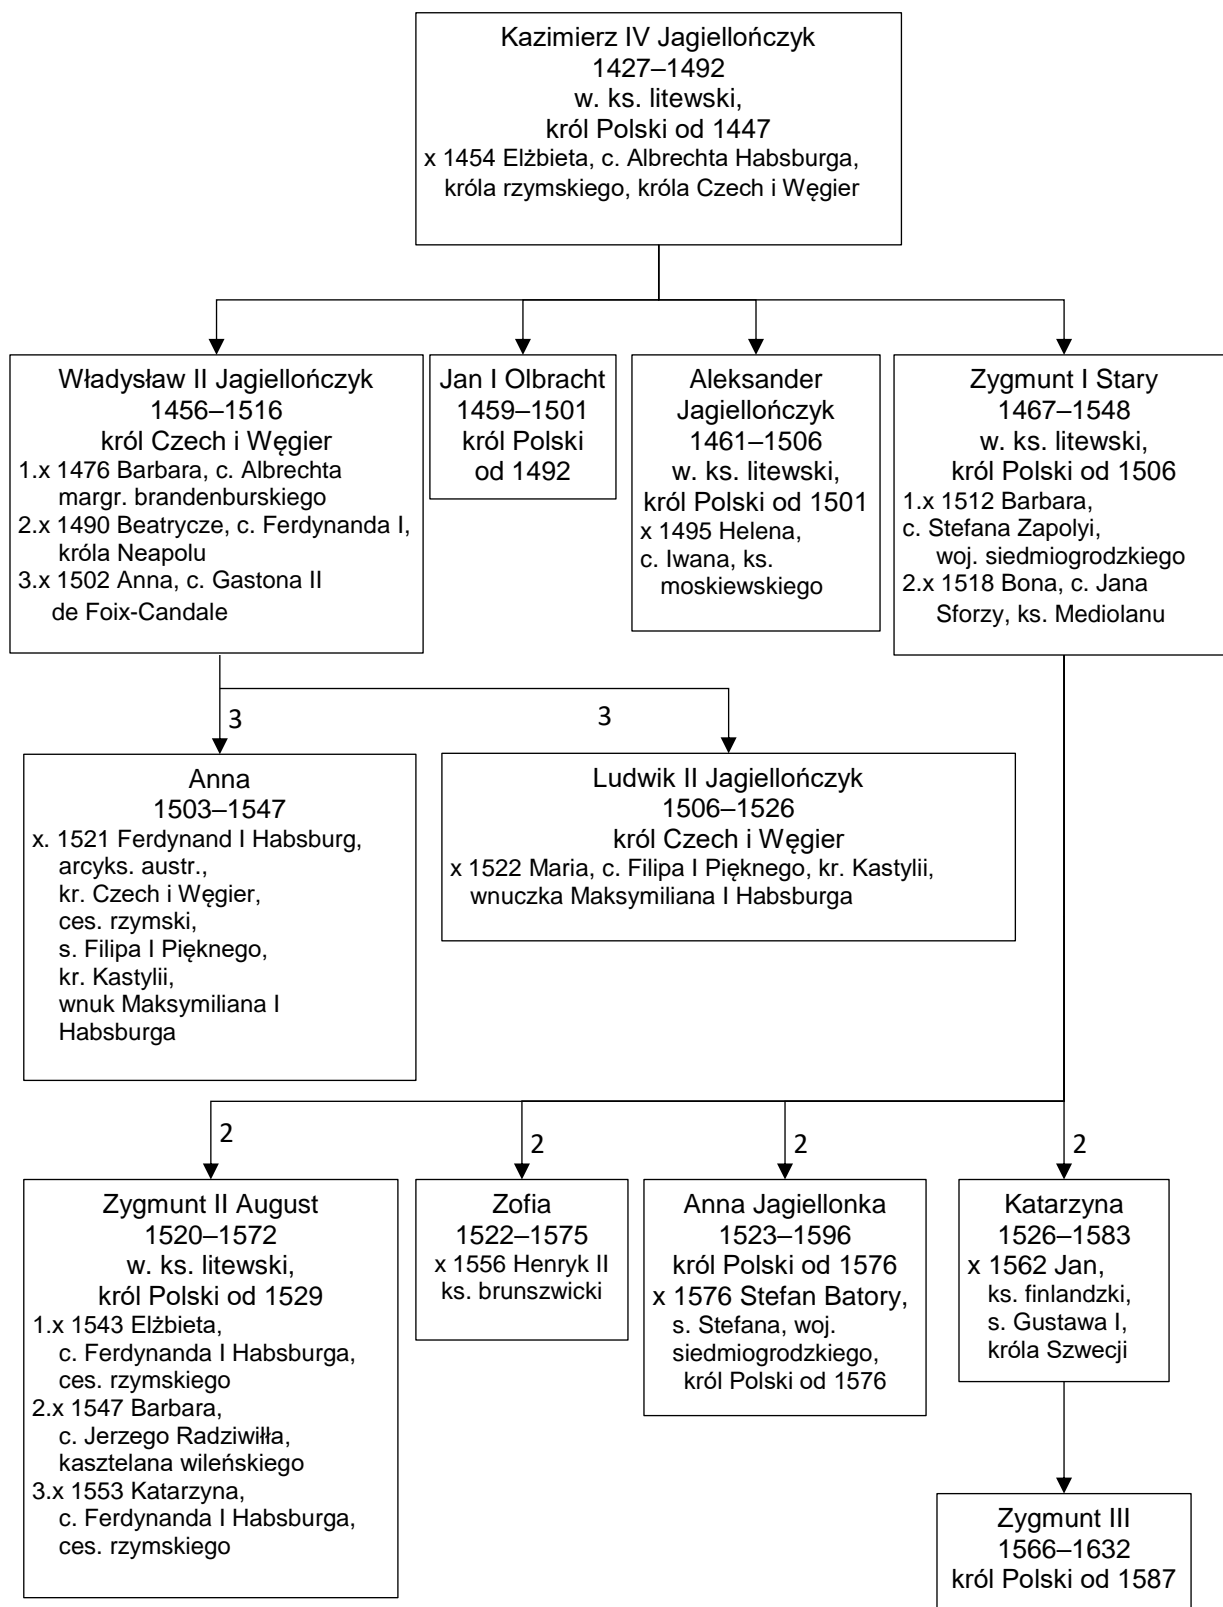 Kazimierz IV Jagiellończyk
1427–1492
w. ks. litewski,
król Polski od 1447
x 1454 Elżbieta, c. Albrechta Habsburga,
króla rzymskiego, króla Czech i Węgier
Władysław II Jagiellończyk
1456–1516
król Czech i Węgier
1.x 1476 Barbara, c. Albrechta
margr. brandenburskiego
2.x 1490 Beatrycze, c. Ferdynanda I,
króla Neapolu
3.x 1502 Anna, c. Gastona II
de Foix-Candale
Jan I Olbracht
1459–1501
król Polski
od 1492
Aleksander
Jagiellończyk
1461–1506
w. ks. litewski,
król Polski od 1501
x 1495 Helena,
c. Iwana, ks.
moskiewskiego
Zygmunt I Stary
1467–1548
w. ks. litewski,
król Polski od 1506
1.x 1512 Barbara,
c. Stefana Zapolyi,
woj. siedmiogrodzkiego
2.x 1518 Bona, c. Jana
Sforzy, ks. Mediolanu
3
3
Anna
1503–1547
x. 1521 Ferdynand I Habsburg,
arcyks. austr.,
kr. Czech i Węgier,
ces. rzymski,
s. Filipa I Pięknego,
kr. Kastylii,
wnuk Maksymiliana I
Habsburga
Ludwik II Jagiellończyk
1506–1526
król Czech i Węgier
x 1522 Maria, c. Filipa I Pięknego, kr. Kastylii,
wnuczka Maksymiliana I Habsburga
2
2
2
2
Zygmunt II August
1520–1572
w. ks. litewski,
król Polski od 1529
1.x 1543 Elżbieta,
c. Ferdynanda I Habsburga,
ces. rzymskiego
2.x 1547 Barbara,
c. Jerzego Radziwiłła,
kasztelana wileńskiego
3.x 1553 Katarzyna,
c. Ferdynanda I Habsburga,
ces. rzymskiego
Zofia
1522–1575
x 1556 Henryk II
ks. brunszwicki
Anna Jagiellonka
1523–1596
król Polski od 1576
x 1576 Stefan Batory,
s. Stefana, woj.
siedmiogrodzkiego,
król Polski od 1576
Katarzyna
1526–1583
x 1562 Jan,
ks. finlandzki,
s. Gustawa I,
króla Szwecji
Zygmunt III
1566–1632
król Polski od 1587